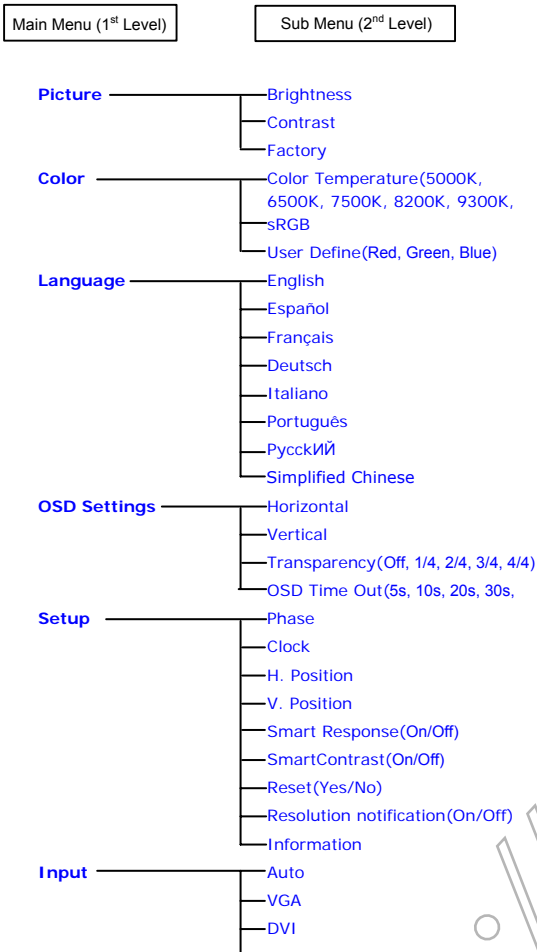 Main Menu (1st Level) Sub Menu (2nd Level)
Picture Brightness
Contrast
Factory
Color Color Temperature(5000K,
6500K, 7500K, 8200K, 9300K,
sRGB
User Define(Red, Green, Blue)
Language English
Español
Français
Deutsch
Italiano
Português
РусскИЙ
Simplified Chinese
OSD Settings Horizontal
Vertical
Transparency(Off, 1/4, 2/4, 3/4, 4/4)
OSD Time Out(5s, 10s, 20s, 30s,
Setup Phase
Clock
H. Position
V. Position
Smart Response(On/Off)
SmartContrast(On/Off)
Reset(Yes/No)
Resolution notification(On/Off)
Information
Input Auto
VGA
DVI